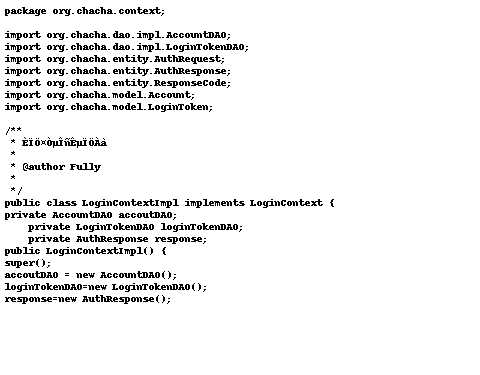 package org.chacha.context;
import org.chacha.dao.impl.AccountDAO;
import org.chacha.dao.impl.LoginTokenDAO;
import org.chacha.entity.AuthRequest;
import org.chacha.entity.AuthResponse;
import org.chacha.entity.ResponseCode;
import org.chacha.model.Account;
import org.chacha.model.LoginToken;
/**
 * ÈÏÖ¤ÒµÎñÊµÏÖÀà
 *
 * @author Fully
 *
 */
public class LoginContextImpl implements LoginContext {
private AccountDAO accoutDAO;
    private LoginTokenDAO loginTokenDAO;
    private AuthResponse response;
public LoginContextImpl() {
super();
accoutDAO = new AccountDAO();
loginTokenDAO=new LoginTokenDAO();
response=new AuthResponse();